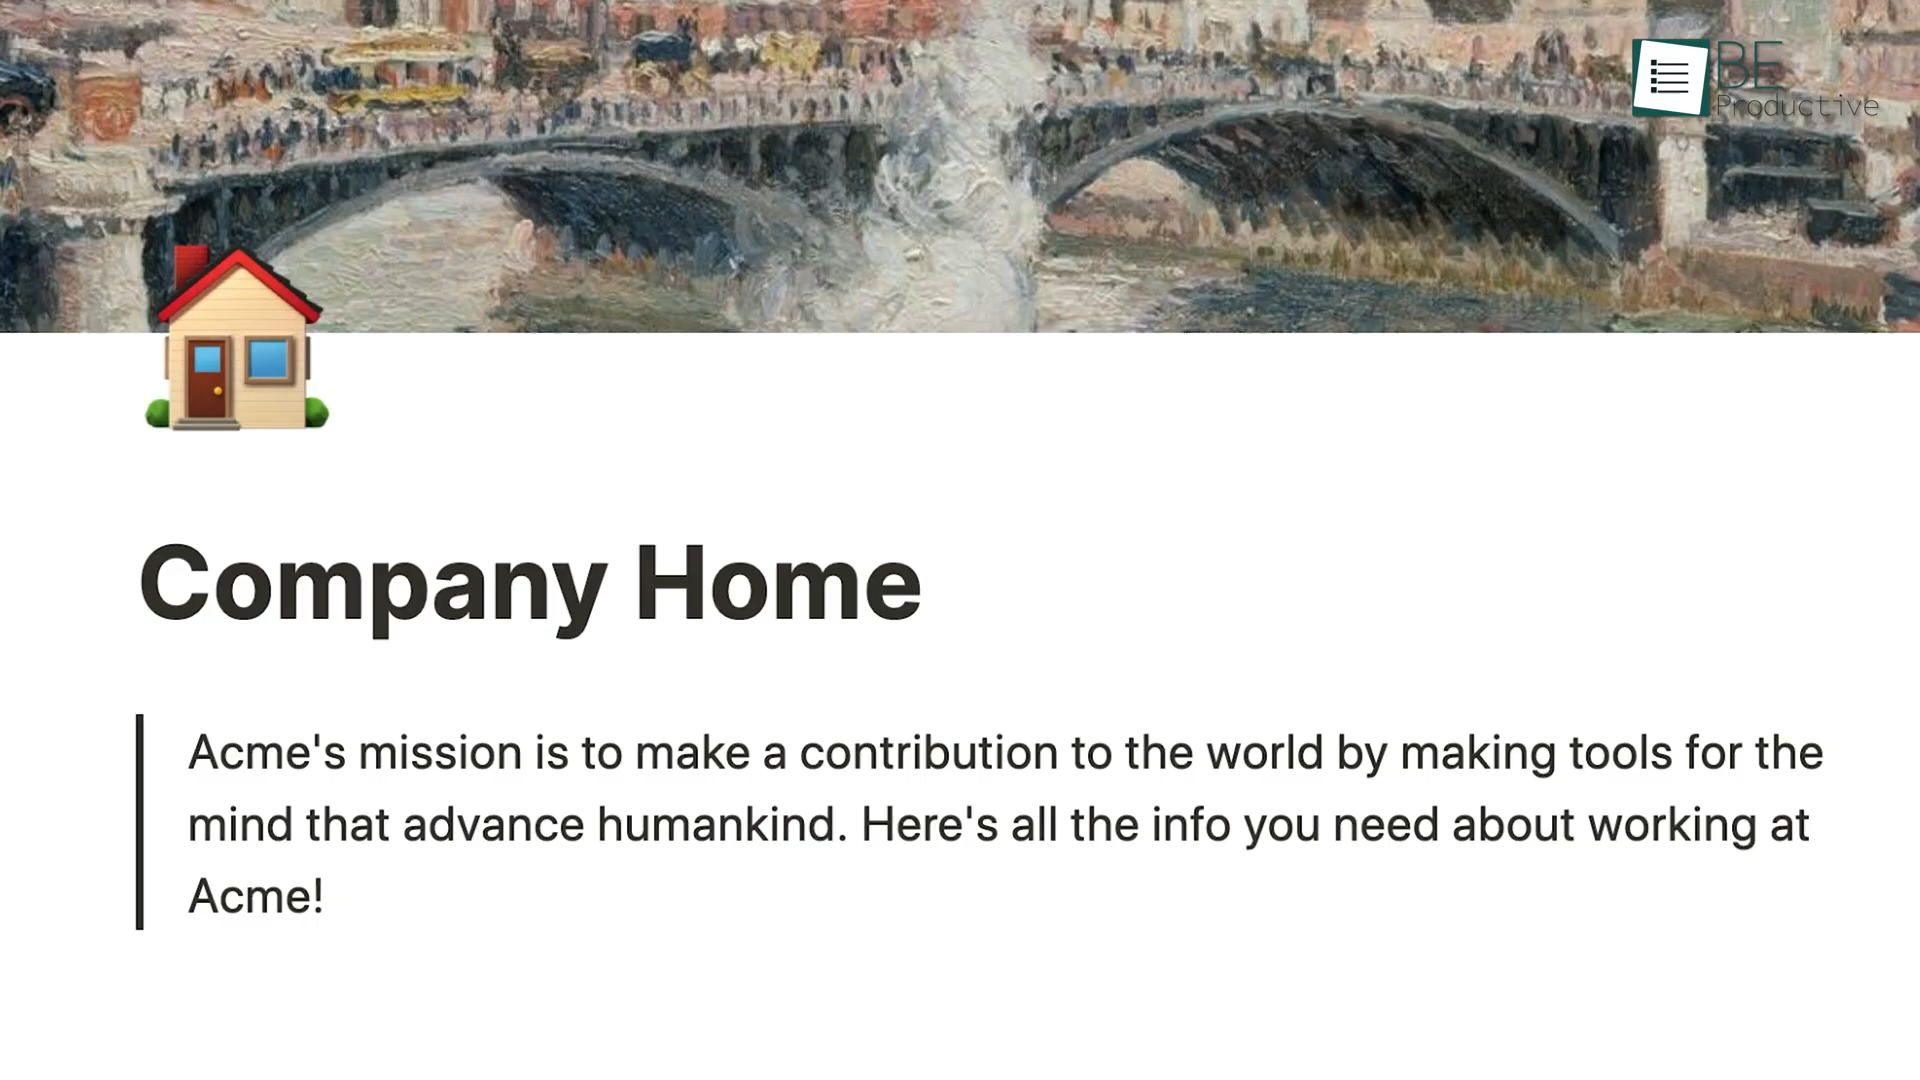 BE
Productive
Company Home
Acme's mission is to make a contribution to the world by making tools for the
mind that advance humankind. Here's all the info you need about working at
Acme!